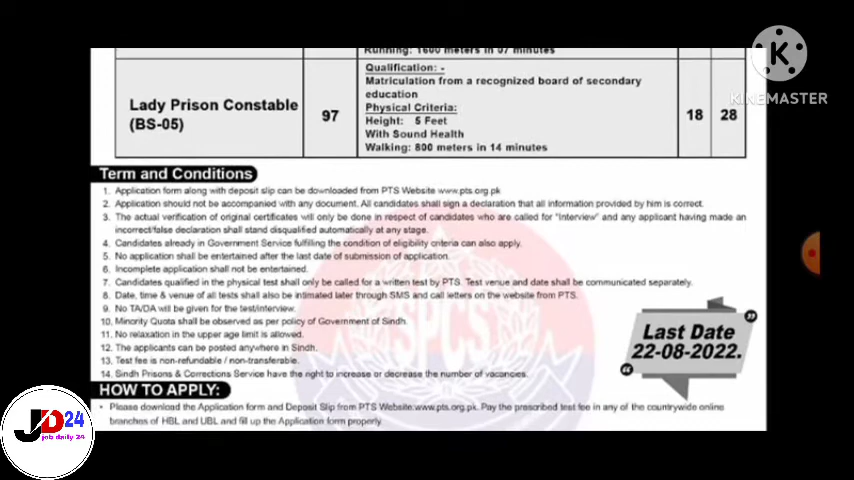 Running: 1600 meters in 07 minutes
Qualification: -
Matriculation from a recognized board of secondary
education
Physical Criteria:
Height: 5 Feet
With Sound Health
Walking: 800 meters in 14 minutes
Lady Prison Constable
(BS-05)
97
18
28
KINEMASTER
Term and Conditions
1. Application form along with deposit slip can be downloaded from PTS Website www.pts.org.pk
2. Application should not be accompanied with any document. All candidates shall sign a declaration that all information provided by him is correct.
3. The actual verification of original certificates will only be done in respect of candidates who are called for "Interview" and any applicant having made an
incorrect/false declaration shall stand disqualified automatically at any stage.
4. Candidates already in Government Service fulfilling the condition of eligibility criteria can also apply.
5. No application shall be entertained after the last date of submission of application.
6. Incomplete application shall not be entertained.
7. Candidates qualified in the physical test shall only be called for a written test by PTS. Test venue and date shall be communicated separately.
8. Date, time & venue of all tests shall also be intimated later through SMS and call letters on the website from PTS.
9. No TA/DA will be given for the test/interview.
10. Minority Quota shall be observed as per policy of Government of Sindh.
11. No relaxation in the upper age limit is allowed.
12. The applicants can be posted anywhere in Sindh.
13. Test fee is non-refundable / non-transferable.
14. Sindh Prisons & Corrections Service have the right to increase or decrease the number of vacancies.
SPCS
Last Date
22-08-2022.
HOW TO APPLY:
• Please download the Application form and Deposit Slip from PTS Website:www.pts.org.pk. Pay the prescribed test fee in any of the countrywide online
branches of HBL and UBL and fill up the Application form properly
JD24
job daily 24